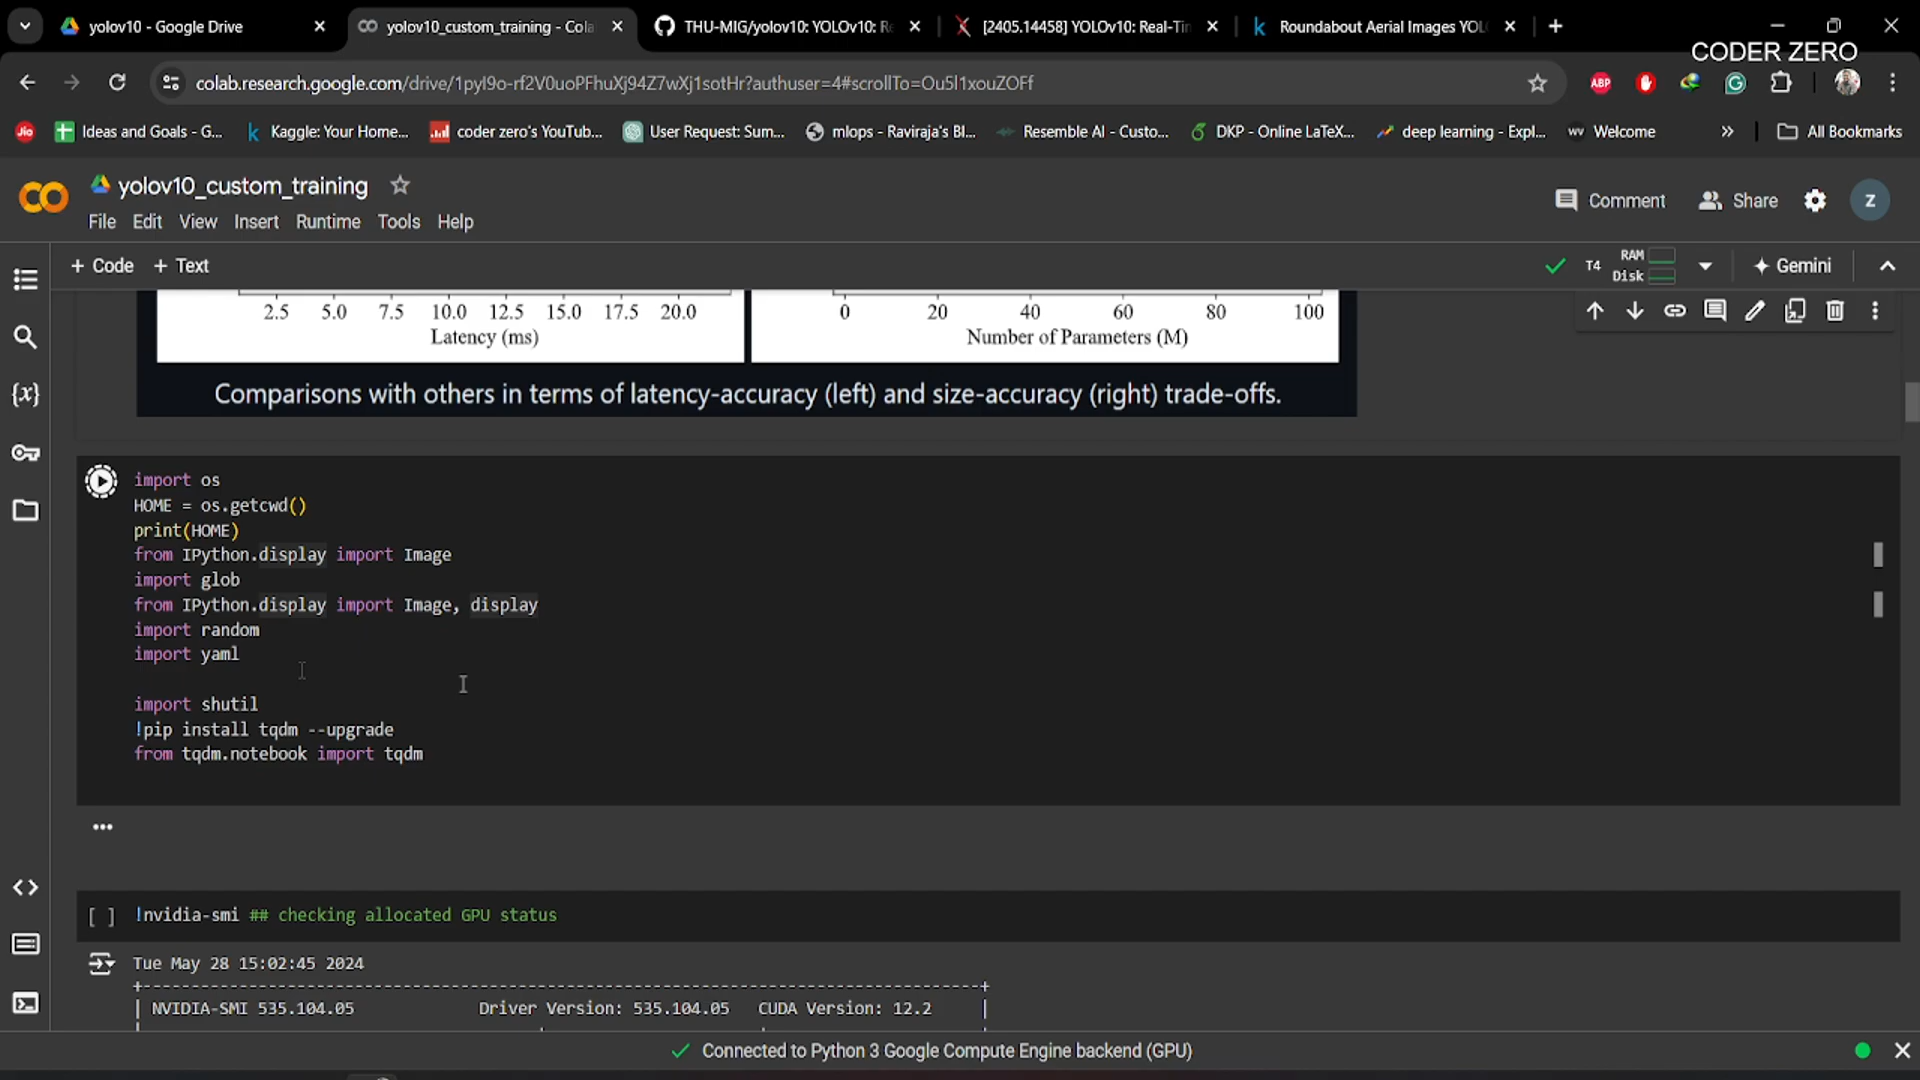 yolov10 - Google Drive
yolov10_custom_training - Cola
THU-MIG/yolov10: YOLOv10: Re
[2405.14458] YOLOv10: Real-Tin
Roundabout Aerial Images YOL
CODER ZERO
colab.research.google.com/drive/1pyI9o-rf2V0uoPFhuXj94Z7wXj1sotHr?authuser=4#scrollTo=Ou5l1xouZOFf
ABP
Jio
Ideas and Goals - G...
Kaggle: Your Home...
coder zero's YouTub...
User Request: Sum...
mlops - Raviraja's Bl...
Resemble AI - Custo...
DKP - Online LaTeX...
deep learning - Expl...
Welcome
All Bookmarks
yolov10_custom_training
Comment
Share
Z
File Edit View Insert Runtime Tools Help
+ Code + Text
T4
RAM
Disk
Gemini
2.5 5.0 7.5 10.0 12.5 15.0 17.5 20.0
Latency (ms)
0 20 40 60 80 100
Number of Parameters (M)
Comparisons with others in terms of latency-accuracy (left) and size-accuracy (right) trade-offs.
import os
HOME = os.getcwd()
print(HOME)
from IPython.display import Image
import glob
from IPython.display import Image, display
import random
import yaml
import shutil
!pip install tqdm --upgrade
from tqdm.notebook import tqdm
[ ] !nvidia-smi ## checking allocated GPU status
Tue May 28 15:02:45 2024
+---------------------------------------------------------------------------------------+
| NVIDIA-SMI 535.104.05 Driver Version: 535.104.05 CUDA Version: 12.2 |
Connected to Python 3 Google Compute Engine backend (GPU)